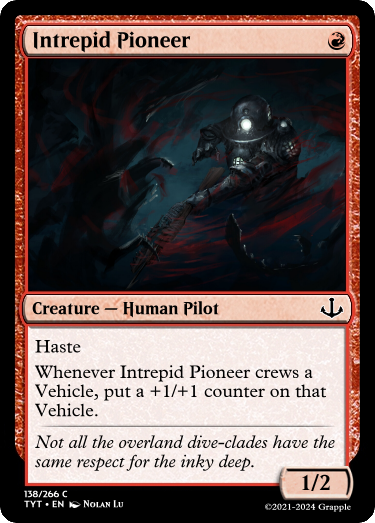 Intrepid Pioneer
Creature — Human Pilot
Haste
Whenever Intrepid Pioneer crews a
Vehicle, put a +1/+1 counter on that
Vehicle.
Not all the overland dive-clades have the
same respect for the inky deep.
1/2
138/266 C
TYT • EN Nolan Lu
©2021-2024 Grapple